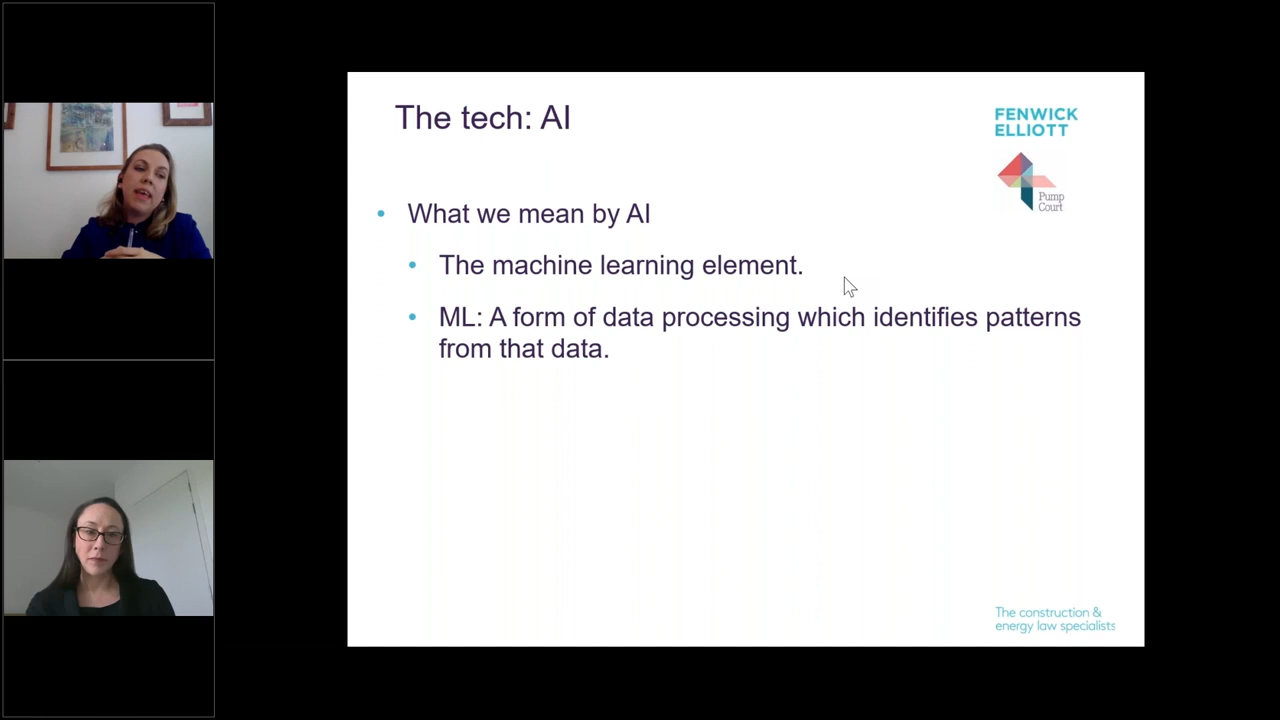 The tech: AI
FENWICK
ELLIOTT
Pump
Court
What we mean by AI
The machine learning element.
ML: A form of data processing which identifies patterns
from that data.
The construction &
energy law specialists